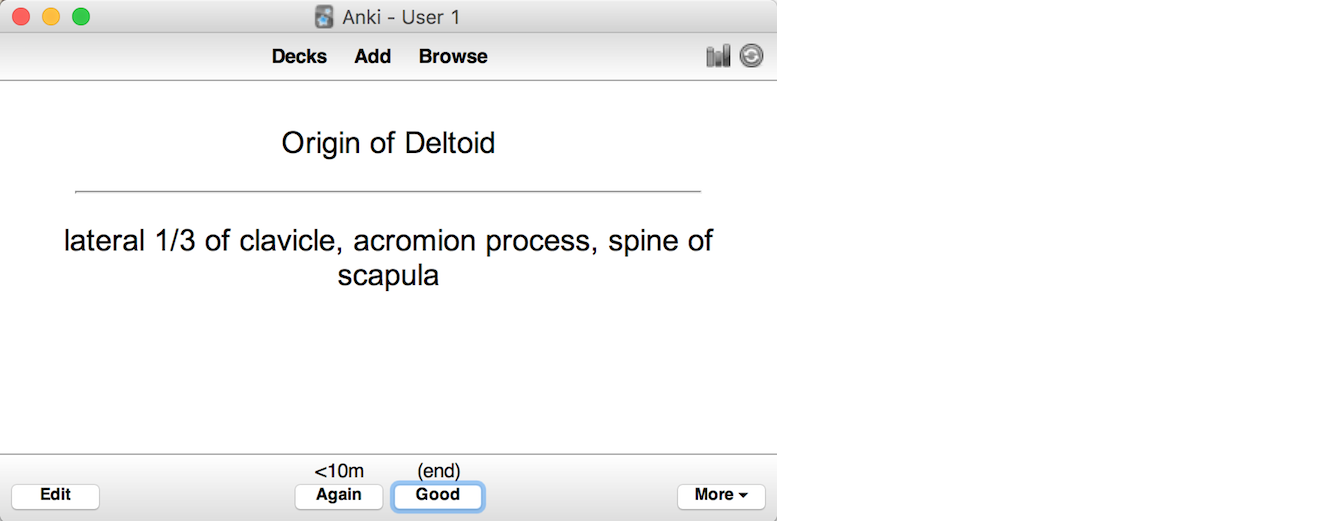 Anki - User 1
Decks Add Browse
Origin of Deltoid
lateral 1/3 of clavicle, acromion process, spine of
scapula
<10m (end)
Edit Again Good More